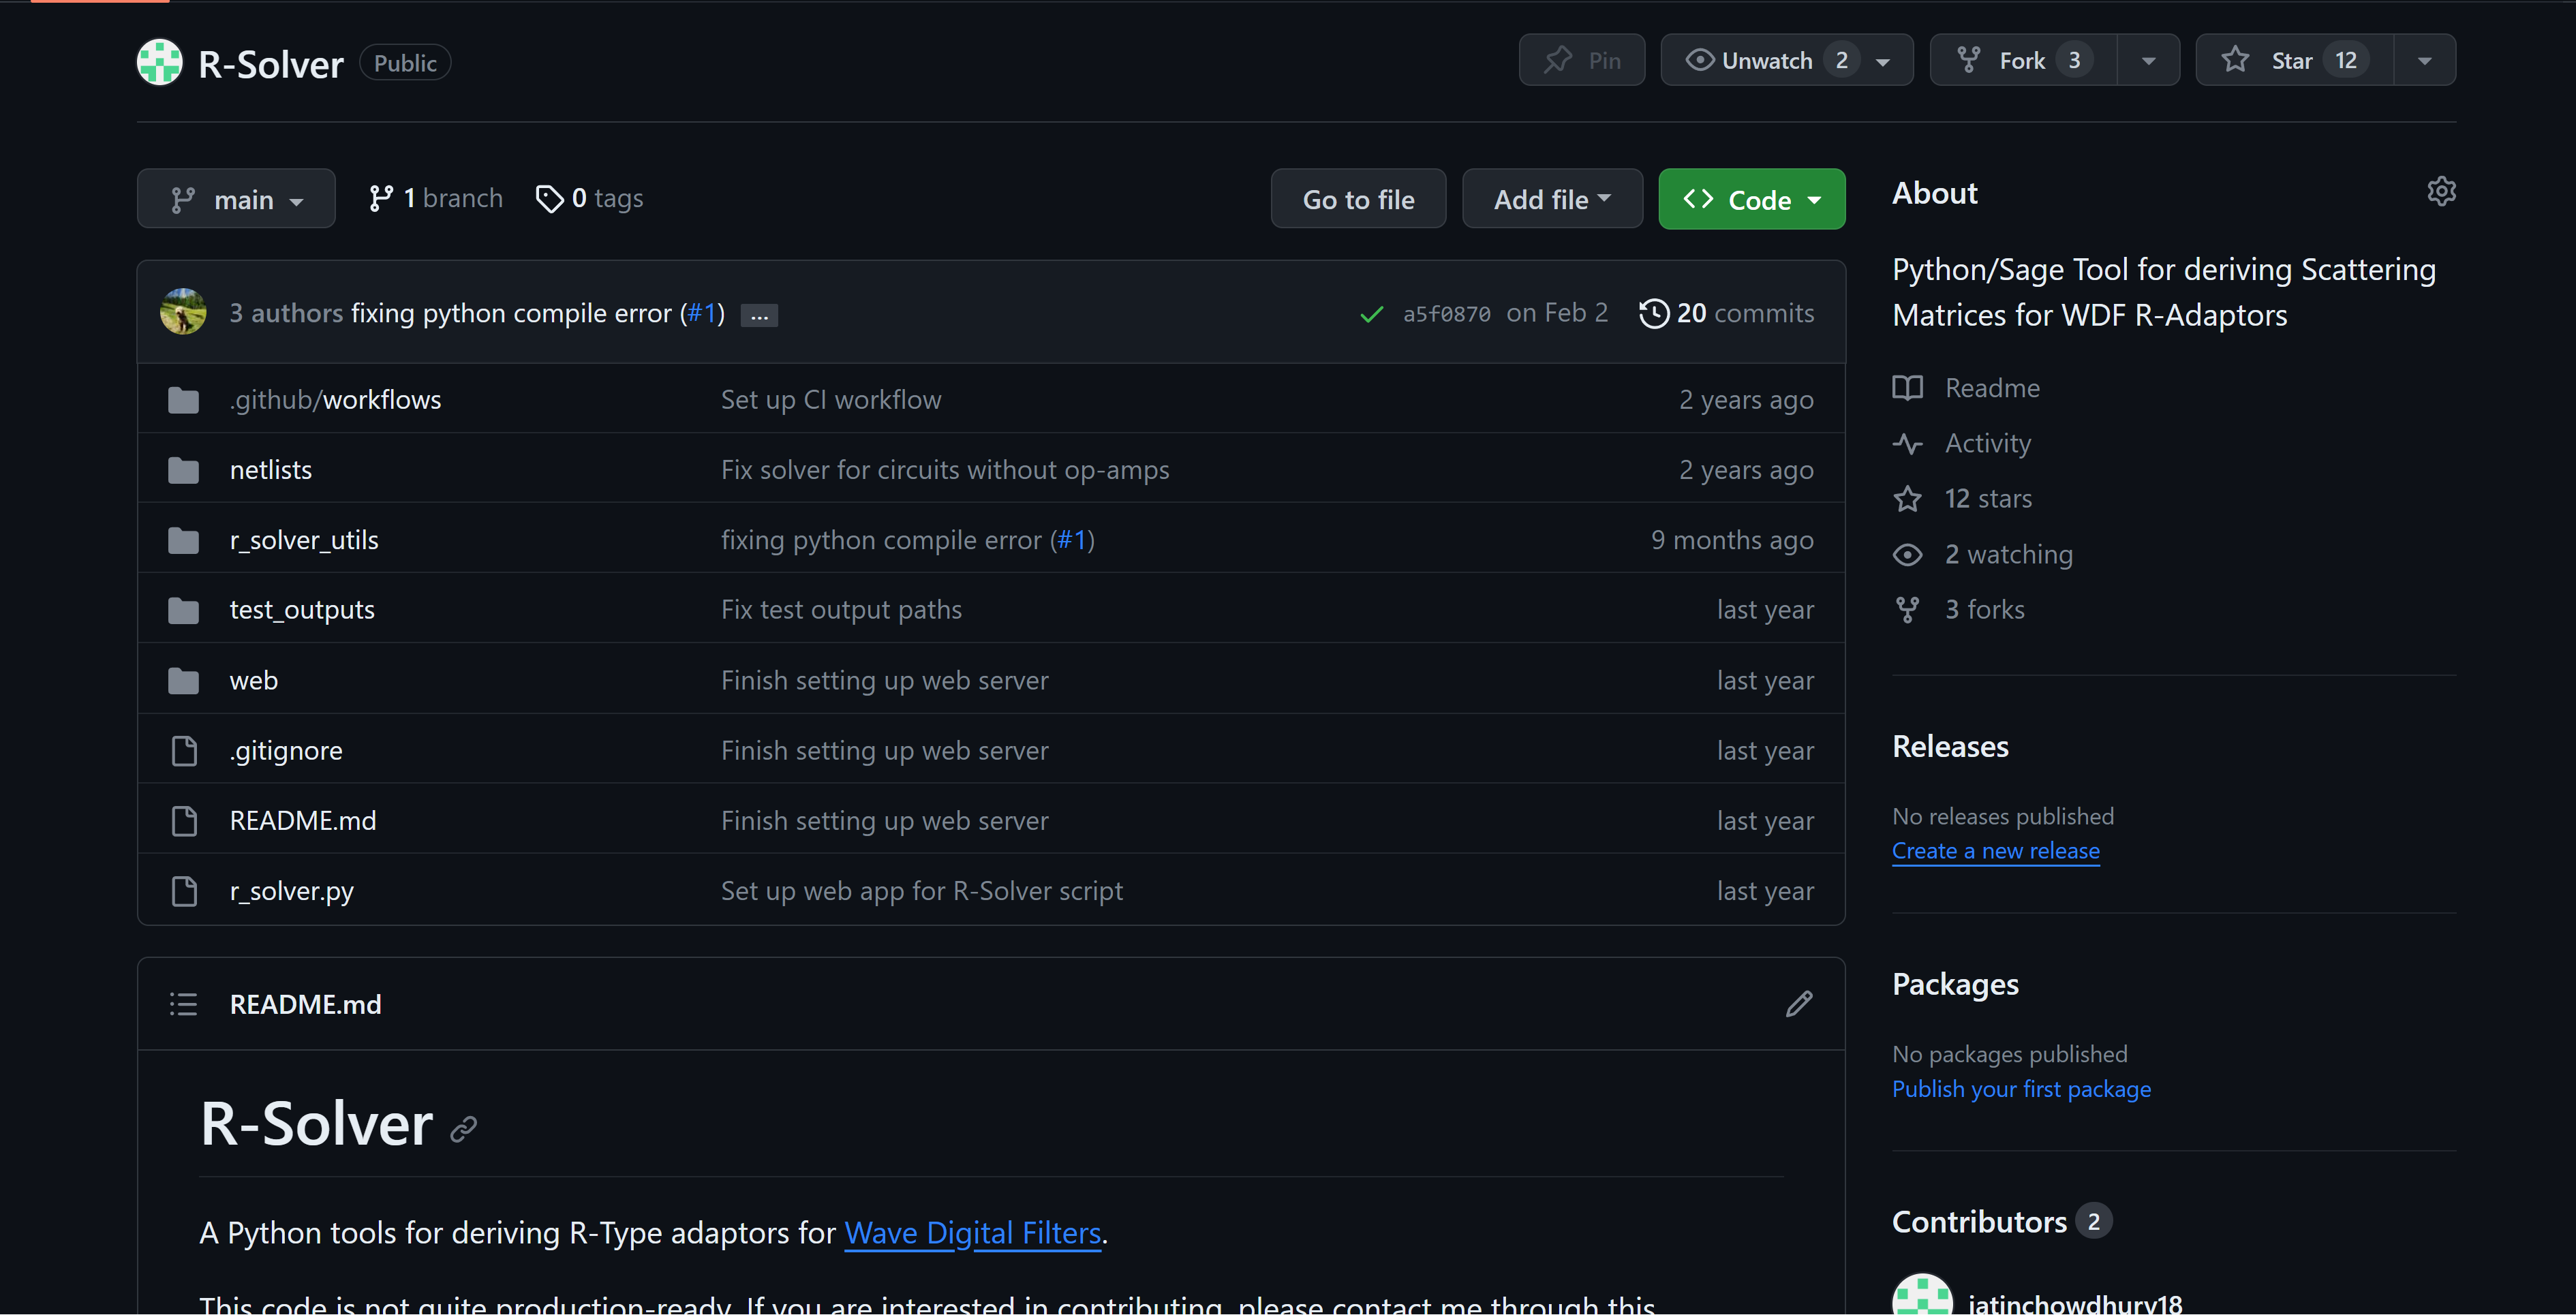 R-Solver Public Pin Unwatch 2 Fork 3 Star 12
main 1 branch 0 tags Go to file Add file Code
3 authors fixing python compile error (#1) ... a5f0870 on Feb 2 20 commits
.github/workflows Set up CI workflow 2 years ago
netlists Fix solver for circuits without op-amps 2 years ago
r_solver_utils fixing python compile error (#1) 9 months ago
test_outputs Fix test output paths last year
web Finish setting up web server last year
.gitignore Finish setting up web server last year
README.md Finish setting up web server last year
r_solver.py Set up web app for R-Solver script last year
README.md
R-Solver
A Python tools for deriving R-Type adaptors for Wave Digital Filters.
This code is not quite production-ready. If you are interested in contributing, please contact me through this
About
Python/Sage Tool for deriving Scattering
Matrices for WDF R-Adaptors
Readme
Activity
12 stars
2 watching
3 forks
Releases
No releases published
Create a new release
Packages
No packages published
Publish your first package
Contributors 2
jatinchowdhury18